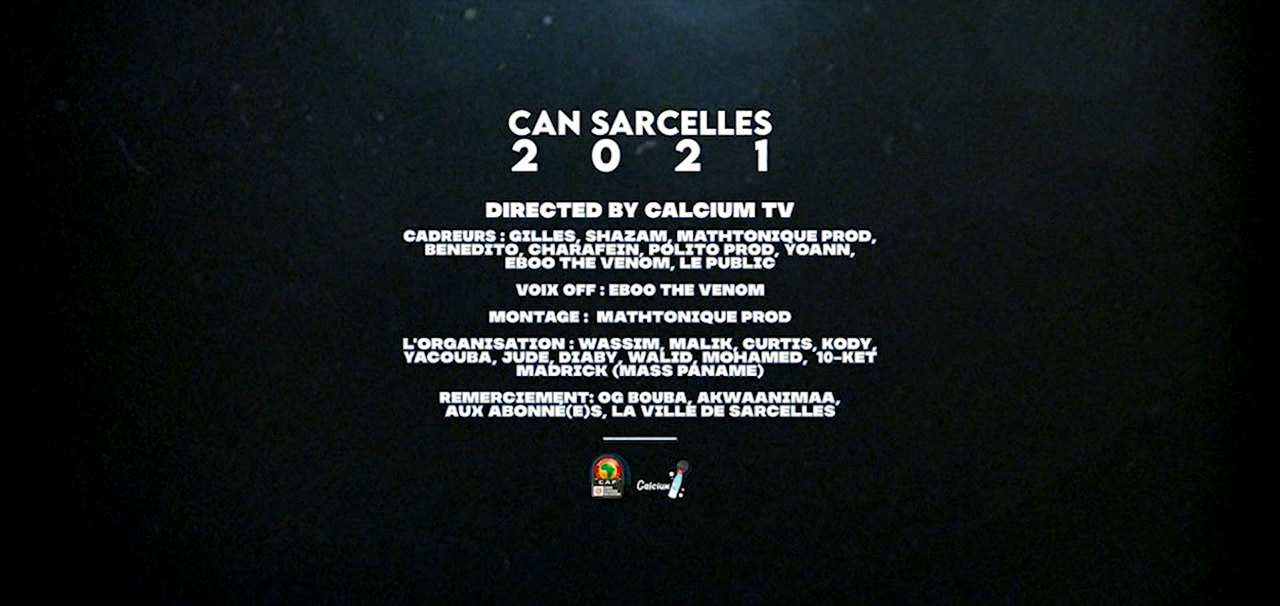 CAN SARCELLES
2 0 2 1
DIRECTED BY CALCIUM TV
CADREURS : GILLES, SHAZAM, MATHTONIQUE PROD,
BENEDITO, CHARAFEIN, POLITO PROD, YOANN,
EBOO THE VENOM, LE PUBLIC
VOIX OFF : EBOO THE VENOM
MONTAGE : MATHTONIQUE PROD
L'ORGANISATION : WASSIM, MALIK, CURTIS, KODY,
YACOUBA, JUDE, DIABY, WALID, MOHAMED, 10-KET
MADRICK (MASS PANAME)
REMERCIEMENT: OG BOUBA, AKWAANIMAA,
AUX ABONNÉ(E)S, LA VILLE DE SARCELLES
CAF
Calcium